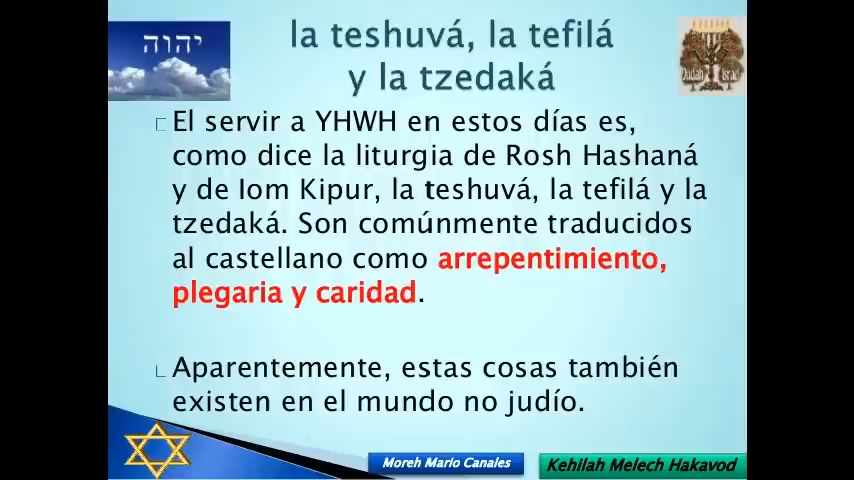 יהוה
la teshuvá, la tefilá
y la tzedaká
Judah Israel
El servir a YHWH en estos días es,
como dice la liturgia de Rosh Hashaná
y de Iom Kipur, la teshuvá, la tefilá y la
tzedaká. Son comúnmente traducidos
al castellano como arrepentimiento,
plegaria y caridad.
Aparentemente, estas cosas también
existen en el mundo no judío.
Moreh Mario Canales
Kehilah Melech Hakavod